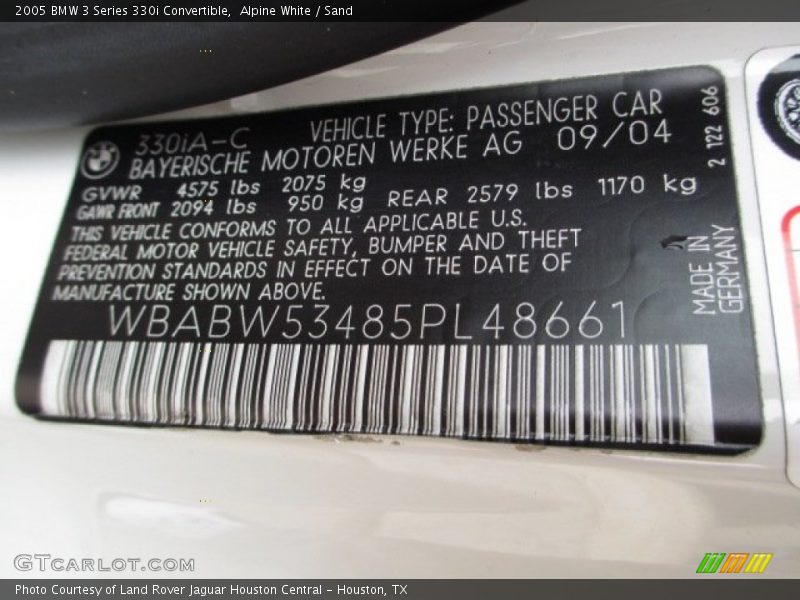 2005 BMW 3 Series 330i Convertible,  Alpine White / Sand
330iA-C VEHICLE TYPE: PASSENGER CAR
BAYERISCHE MOTOREN WERKE AG 09/04
GVWR 4575 lbs 2075 kg
GAWR FRONT 2094 lbs 950 kg REAR 2579 lbs 1170 kg
THIS VEHICLE CONFORMS TO ALL APPLICABLE U.S.
FEDERAL MOTOR VEHICLE SAFETY, BUMPER AND THEFT
PREVENTION STANDARDS IN EFFECT ON THE DATE OF
MANUFACTURE SHOWN ABOVE.
WBABW53485PL48661
2 122 606
MADE IN
GERMANY
GTCARLOT.COM
Photo Courtesy of Land Rover Jaguar Houston Central - Houston, TX